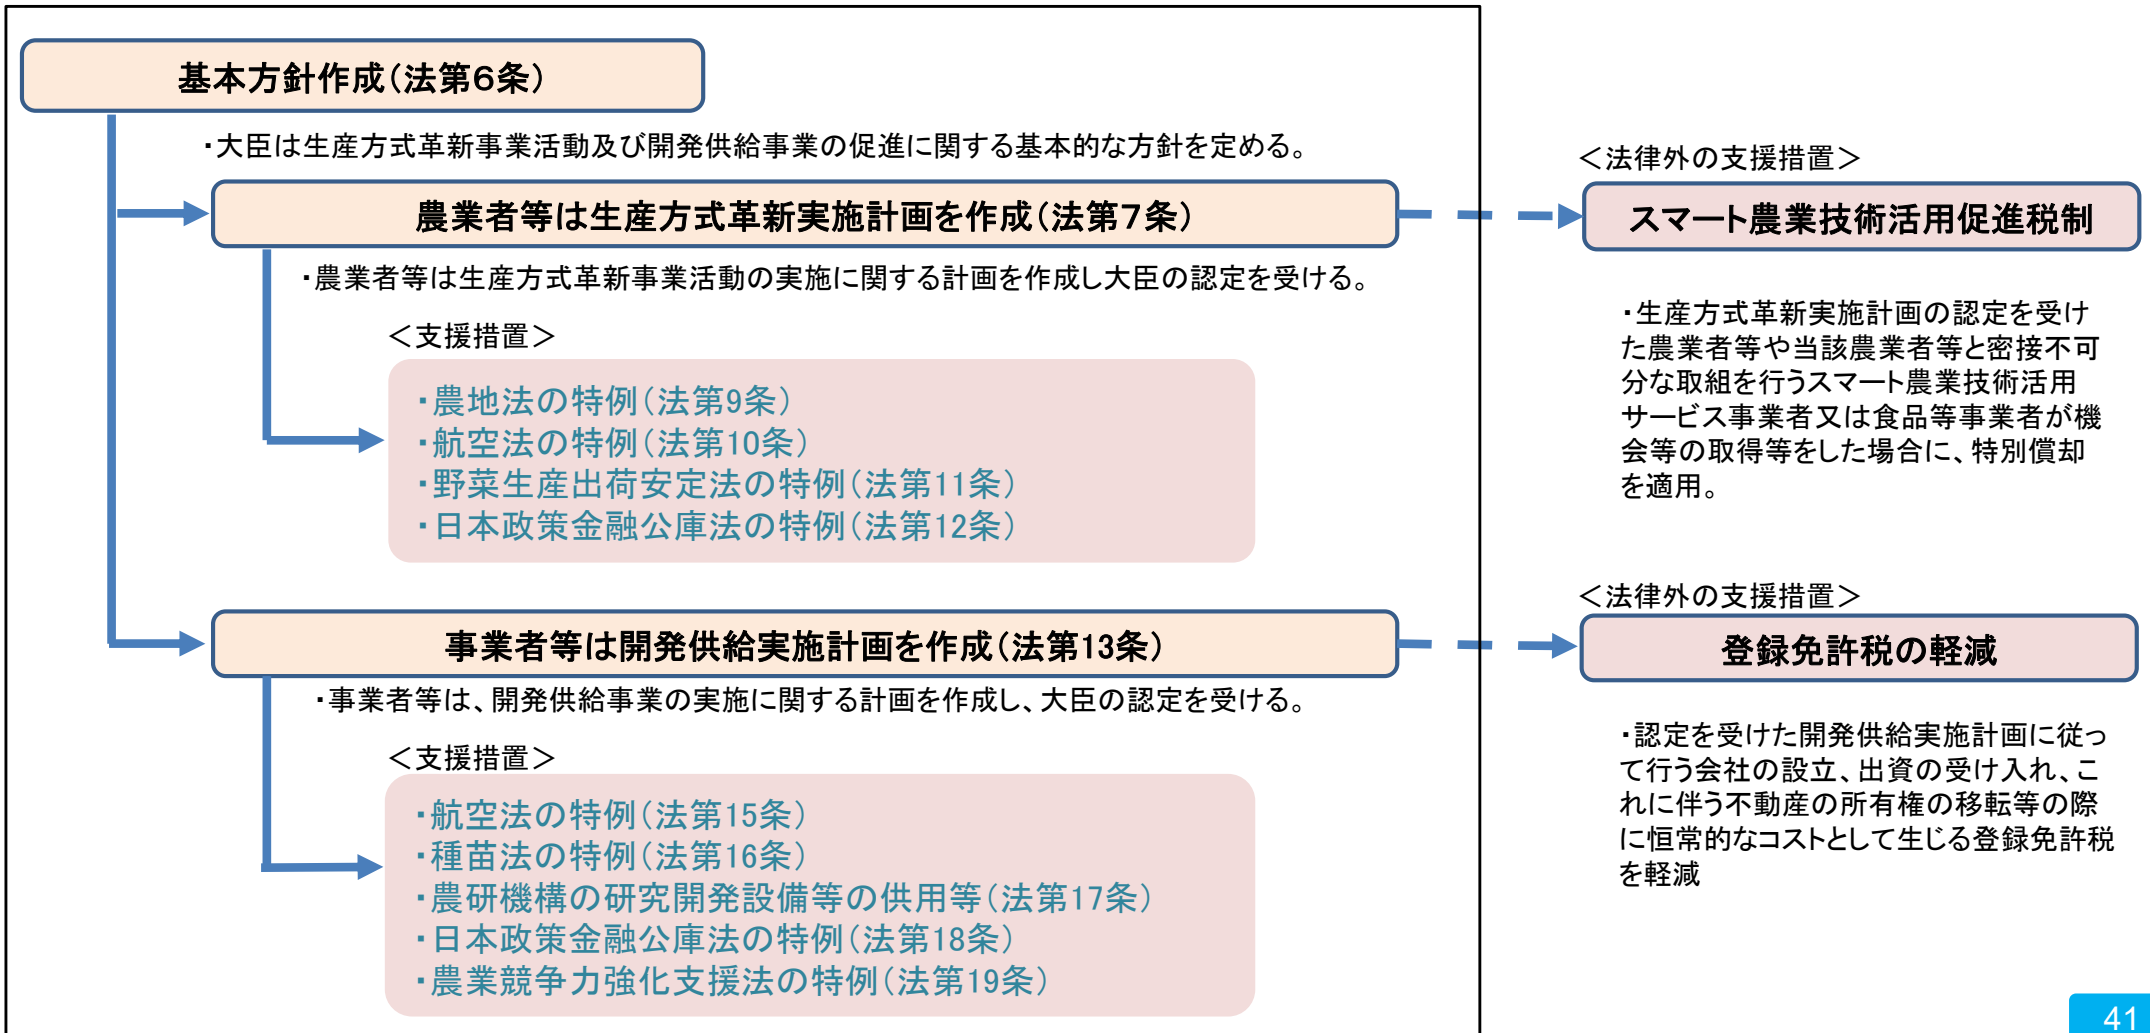 基本方針作成（法第６条）
・大臣は生産方式革新事業活動及び開発供給事業の促進に関する基本的な方針を定める。
農業者等は生産方式革新実施計画を作成（法第７条）
・農業者等は生産方式革新事業活動の実施に関する計画を作成し大臣の認定を受ける。
＜支援措置＞
・農地法の特例（法第9条）
・航空法の特例（法第10条）
・野菜生産出荷安定法の特例（法第11条）
・日本政策金融公庫法の特例（法第12条）
事業者等は開発供給実施計画を作成（法第13条）
・事業者等は、開発供給事業の実施に関する計画を作成し、大臣の認定を受ける。
＜支援措置＞
・航空法の特例（法第15条）
・種苗法の特例（法第16条）
・農研機構の研究開発設備等の供用等（法第17条）
・日本政策金融公庫法の特例（法第18条）
・農業競争力強化支援法の特例（法第19条）
＜法律外の支援措置＞
スマート農業技術活用促進税制
・生産方式革新実施計画の認定を受け
た農業者等や当該農業者等と密接不可
分な取組を行うスマート農業技術活用
サービス事業者又は食品等事業者が機
会等の取得等をした場合に、特別償却
を適用。
＜法律外の支援措置＞
登録免許税の軽減
・認定を受けた開発供給実施計画に従っ
て行う会社の設立、出資の受け入れ、こ
れに伴う不動産の所有権の移転等の際
に恒常的なコストとして生じる登録免許税
を軽減
41